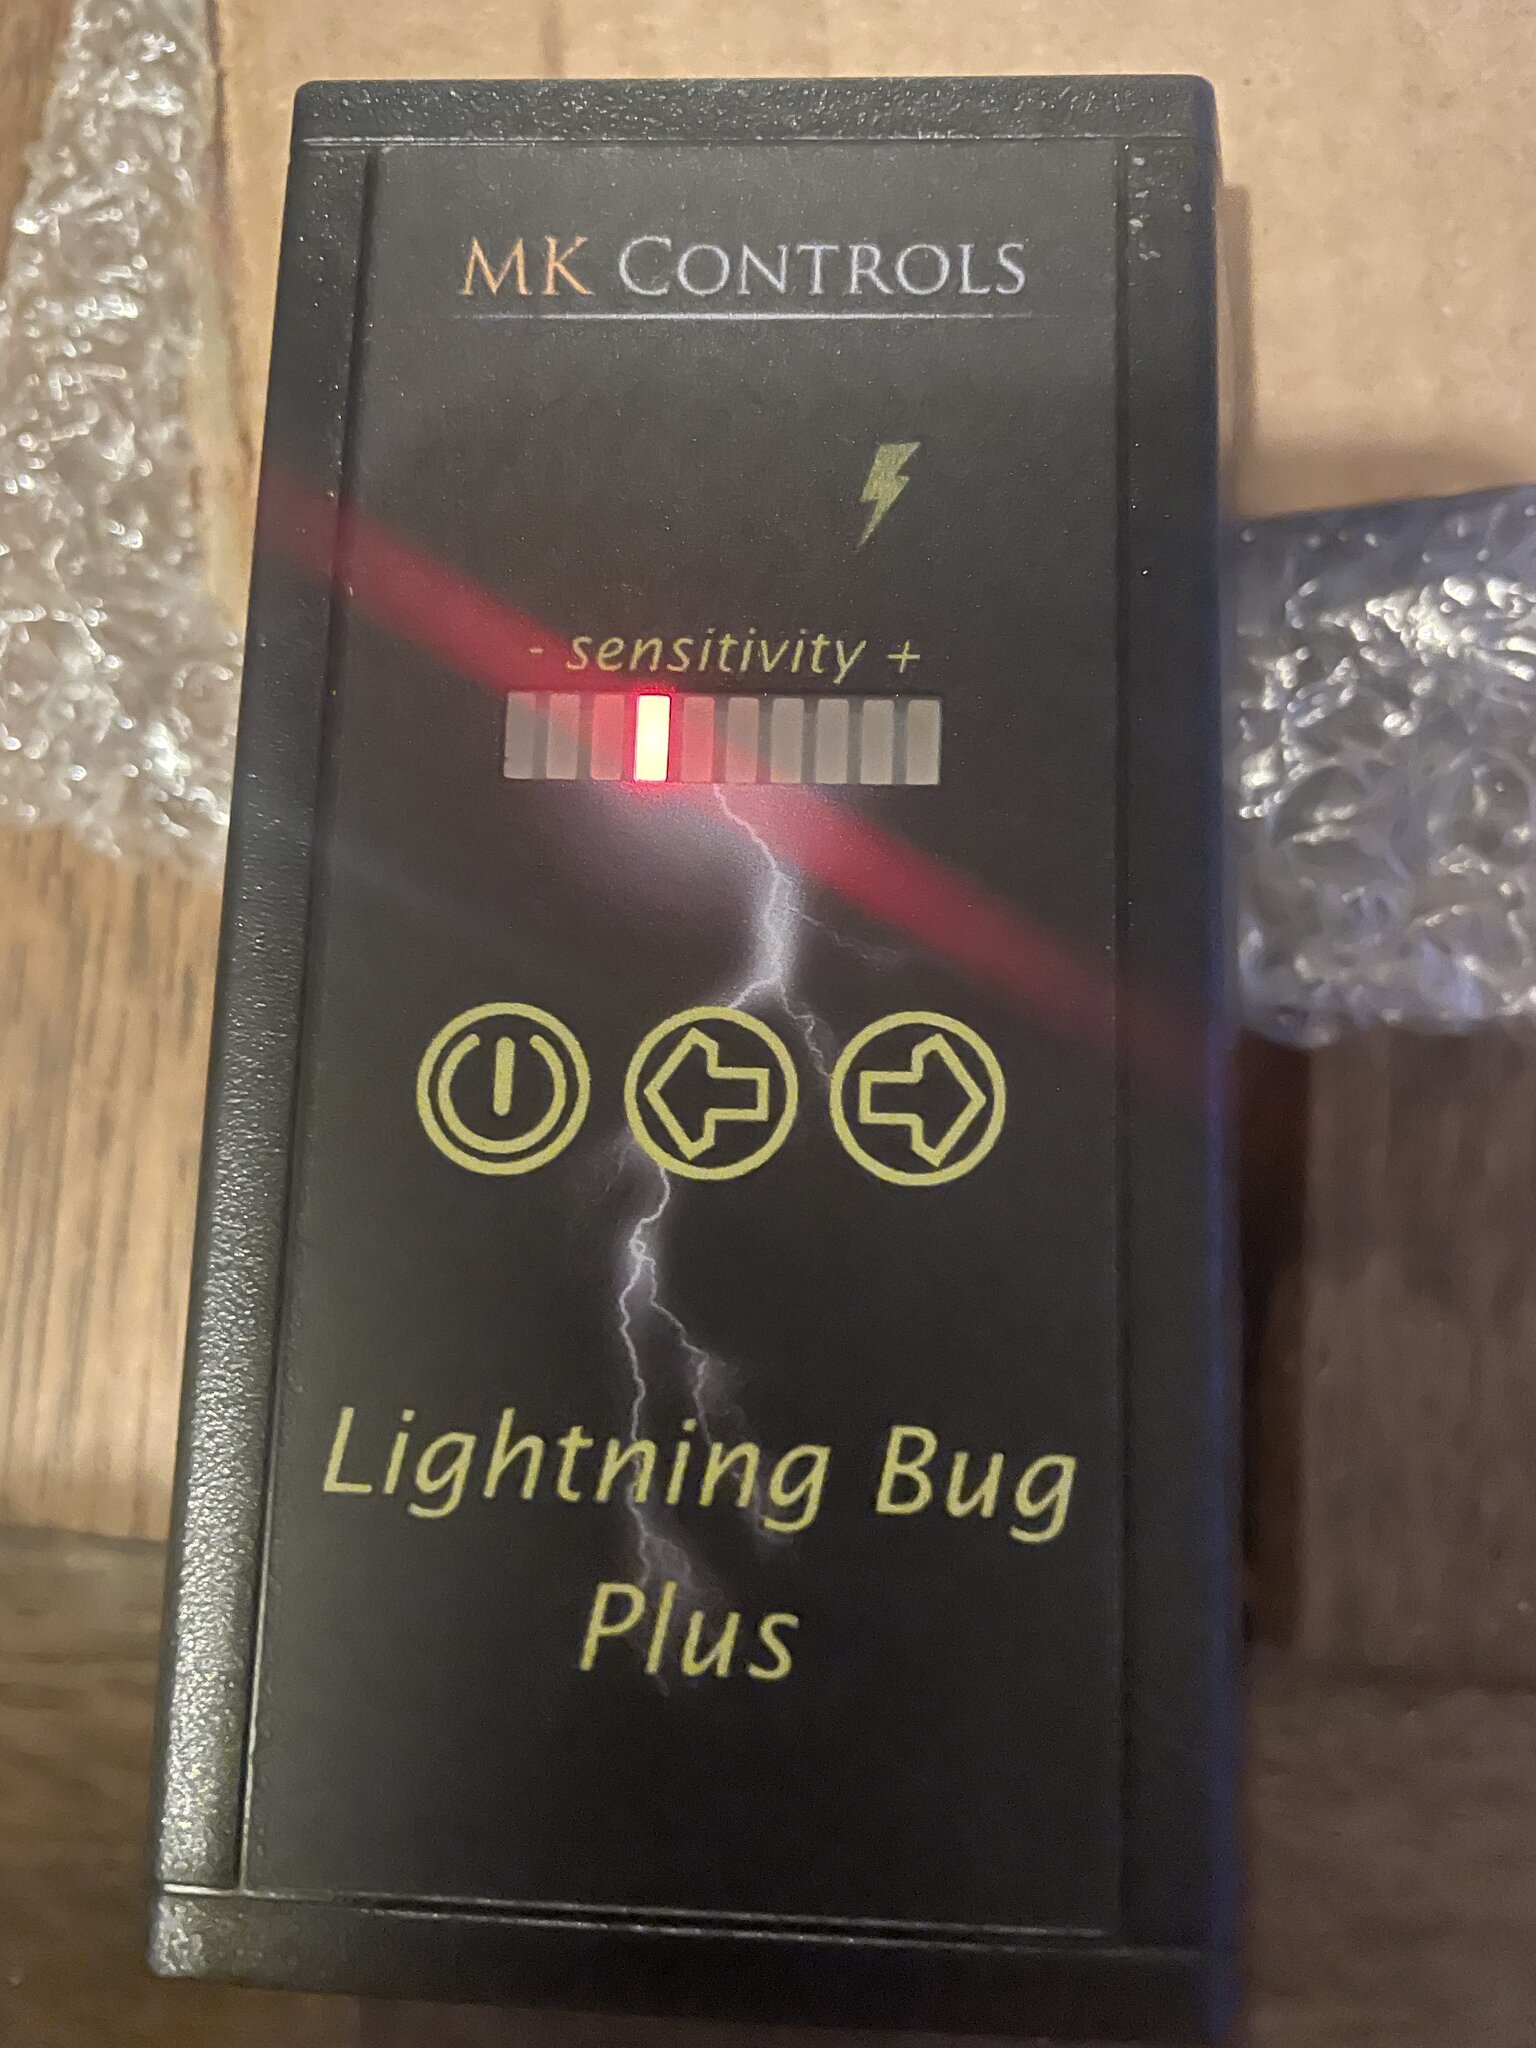 MK CONTROLS
- sensitivity +
Lightning Bug
Plus